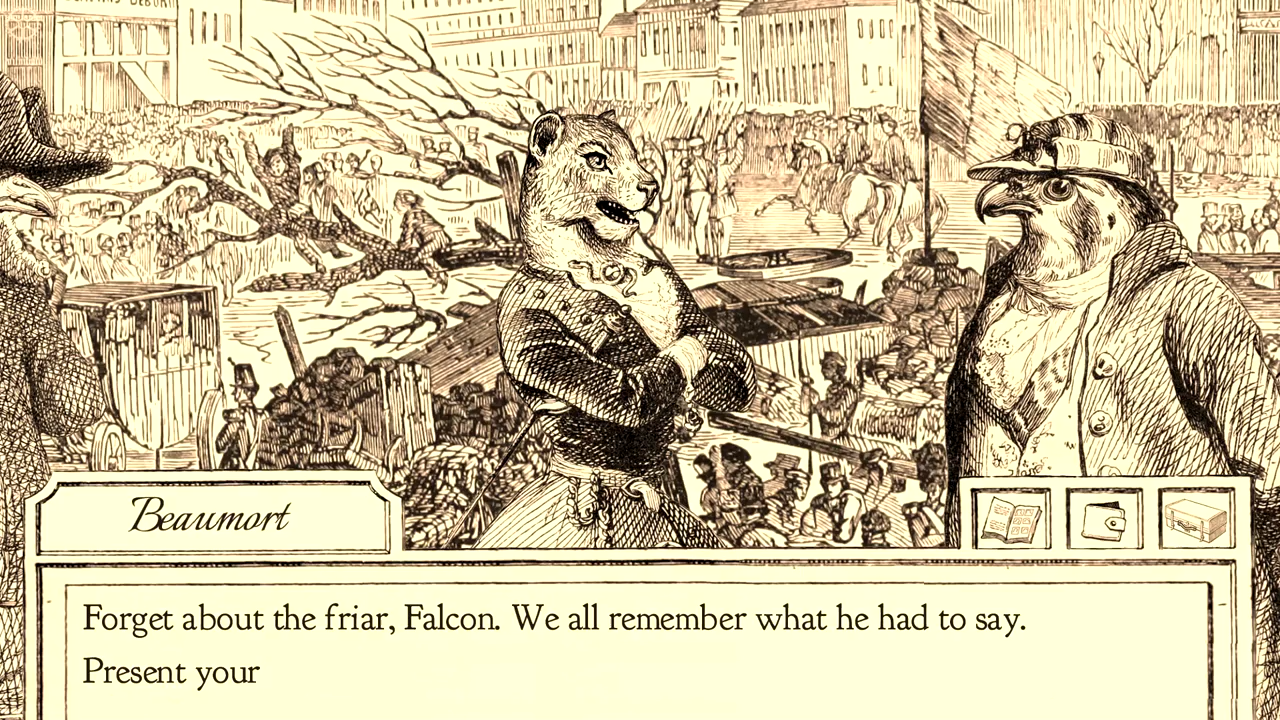 Beaumort
Forget about the friar, Falcon. We all remember what he had to say.
Present your